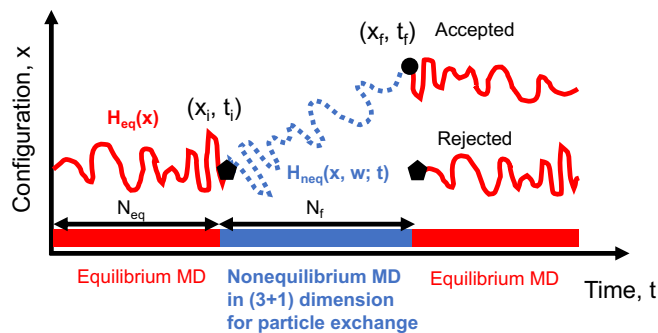 (x_f, t_f)
Accepted
Configuration, x
H_eq(x)
(x_i, t_i)
Rejected
H_neq(x, w; t)
N_eq
N_f
Equilibrium MD
Nonequilibrium MD
in (3+1) dimension
for particle exchange
Equilibrium MD
Time, t